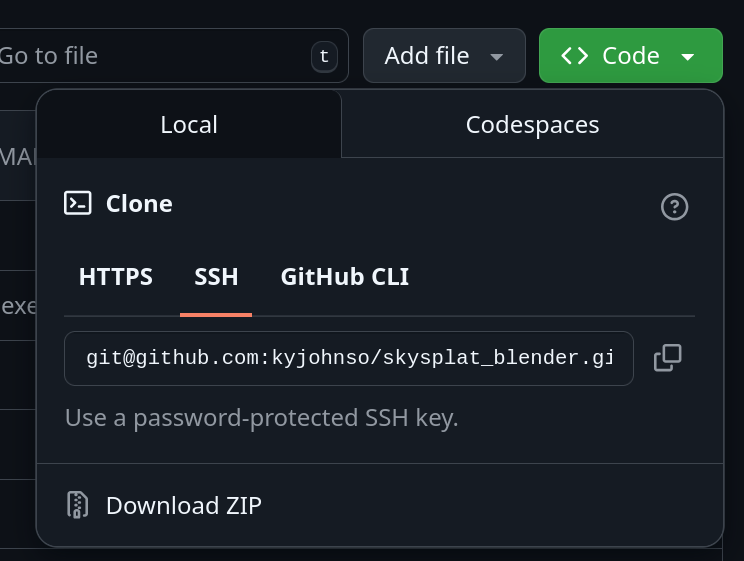 Go to file t Add file Code
Local Codespaces
MA
Clone
HTTPS SSH GitHub CLI
exe
git@github.com:kyjohnso/skysplat_blender.gi
Use a password-protected SSH key.
Download ZIP